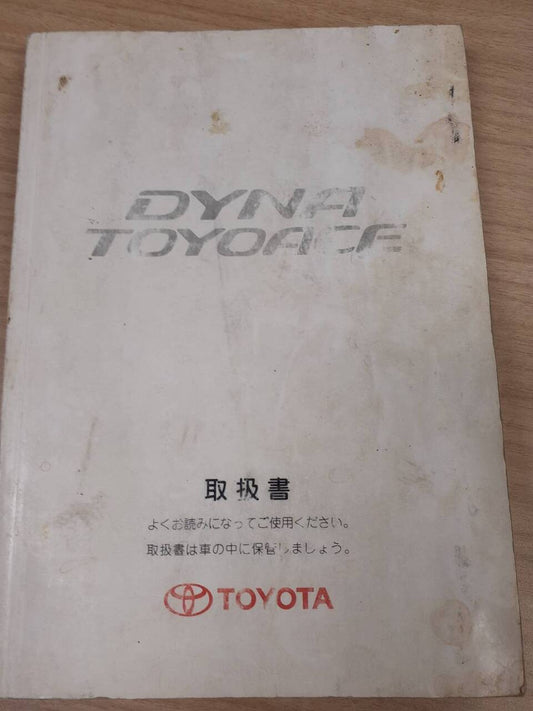 DYNA
TOYOACE
取扱書
よくお読みになってご使用ください。
取扱書は車の中に保管しましょう。
TOYOTA